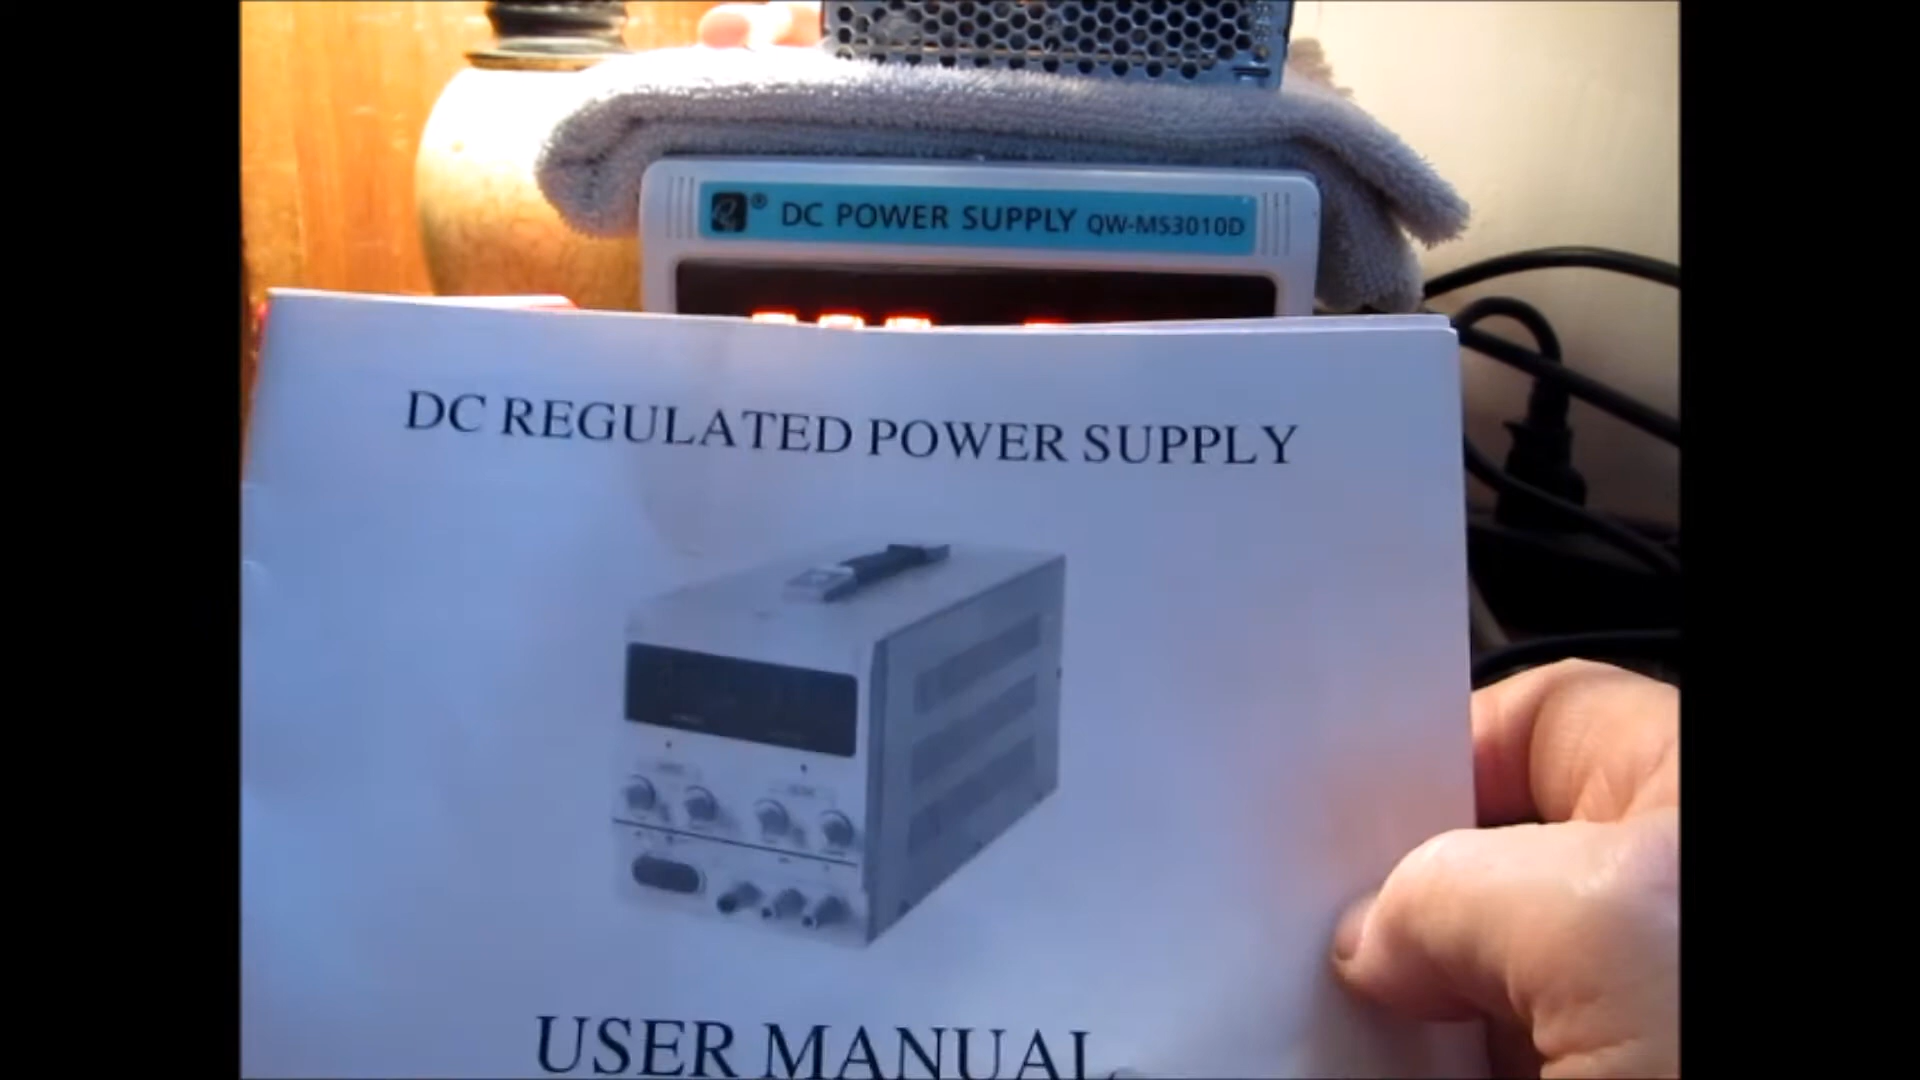 ® DC POWER SUPPLY QW-MS3010D
DC REGULATED POWER SUPPLY
USER MANUAL